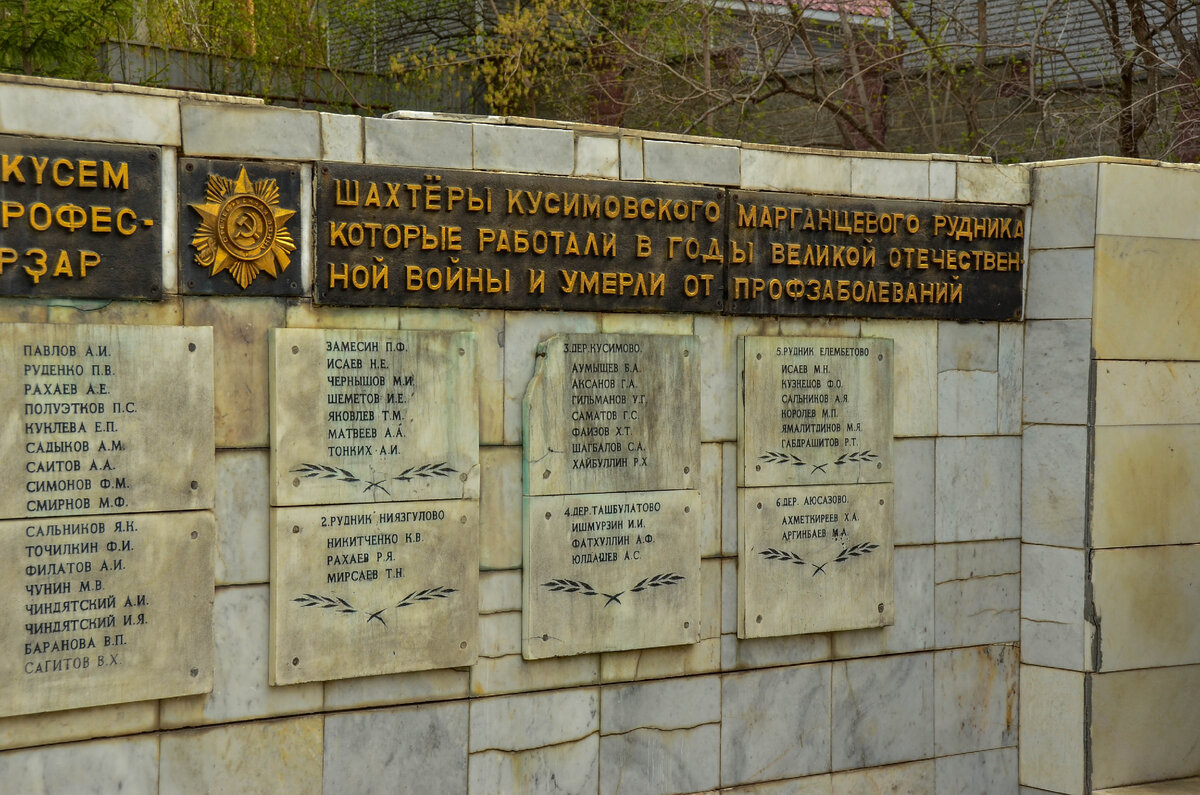 КҮСЕМ
РОФЕС-
РҘАР
ШАХТЁРЫ КУСИМОВСКОГО МАРГАНЦЕВОГО РУДНИКА
КОТОРЫЕ РАБОТАЛИ В ГОДЫ ВЕЛИКОЙ ОТЕЧЕСТВЕН-
НОЙ ВОЙНЫ И УМЕРЛИ ОТ ПРОФЗАБОЛЕВАНИЙ
ПАВЛОВ А.И.
РУДЕНКО П.В.
РАХАЕВ А.Е.
ПОЛУЭТКОВ П.С.
КУКЛЕВА Е.П.
САДЫКОВ А.М.
САИТОВ А.А.
СИМОНОВ Ф.М.
СМИРНОВ М.Ф.
САЛЬНИКОВ Я.К.
ТОЧИЛКИН Ф.И.
ФИЛАТОВ А.И.
ЧУНИН М.В.
ЧИНДЯТСКИЙ А.И.
ЧИНДЯТСКИЙ И.Я.
БАРАНОВА В.П.
САГИТОВ В.Х.
ЗАМЕСИН П.Ф.
ИСАЕВ Н.Е.
ЧЕРНЫШОВ М.И.
ШЕМЕТОВ И.Е.
ЯКОВЛЕВ Т.М.
МАТВЕЕВ А.А.
ТОНКИХ А.И.
2.РУДНИК НИЯЗГУЛОВО
НИКИТЧЕНКО К.В.
РАХАЕВ Р.Я.
МИРСАЕВ Т.Н.
3.ДЕР.КУСИМОВО.
АУМЫШЕВ Б.А.
АКСАНОВ Г.А.
ГИЛЬМАНОВ У.Г.
САМАТОВ Г.С.
ФАИЗОВ Х.Т.
ШАГБАЛОВ С.А.
ХАЙБУЛЛИН Р.Х
4.ДЕР.ТАШБУЛАТОВО
ИШМУРЗИН И.И.
ФАТХУЛЛИН А.Ф.
ЮЛДАШЕВ А.С.
5.РУДНИК ЕЛЕМБЕТОВО
ИСАЕВ М.Н.
КУЗНЕЦОВ Ф.О.
САЛЬНИКОВ А.Я.
КОРОЛЕВ М.П.
ЯМАЛИТДИНОВ М.Я.
ГАБДРАШИТОВ Р.Т.
6.ДЕР. АЮСАЗОВО.
АХМЕТКИРЕЕВ Х.А.
АРГИНБАЕВ М.А.